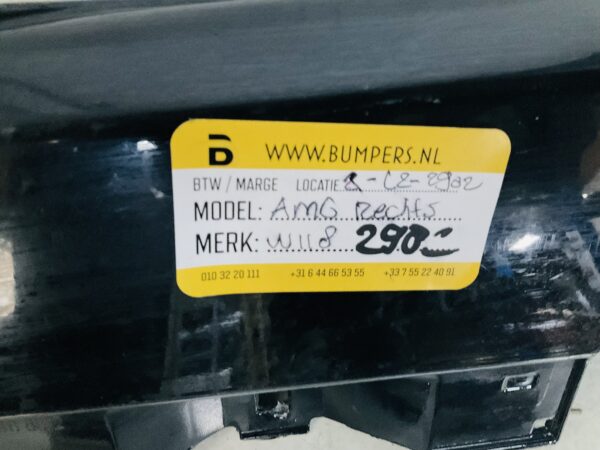 B WWW.BUMPERS.NL
BTW / MARGE LOCATIE:
MODEL: AMG Rechts
MERK: W118 290
010 32 20 111 +31 6 44 66 53 55 +33 7 55 22 40 91